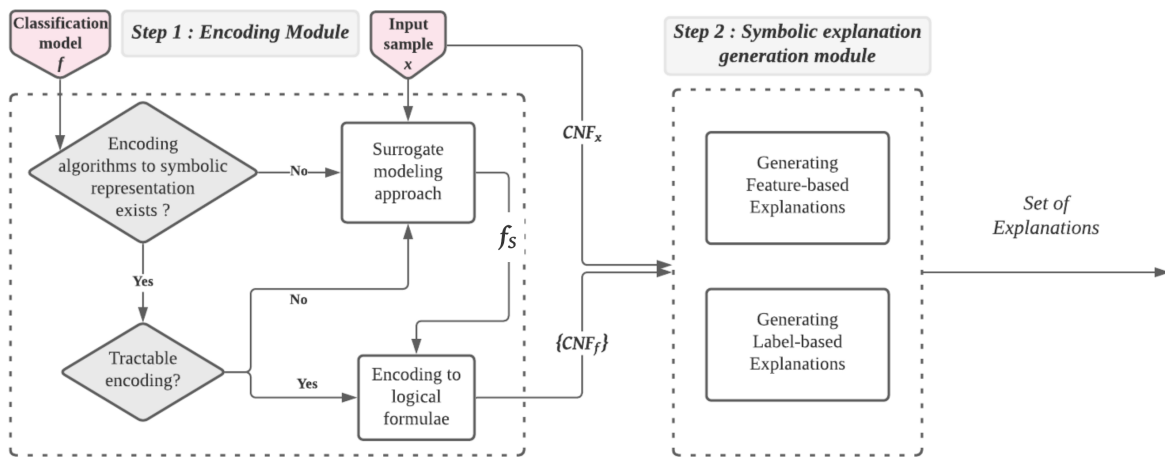 Classification
model
f
Step 1 : Encoding Module
Input
sample
x
Step 2 : Symbolic explanation
generation module
Encoding
algorithms to symbolic
representation
exists ?
No
Surrogate
modeling
approach
CNFₓ
Generating
Feature-based
Explanations
Set of
Explanations
fₛ
Yes
No
Tractable
encoding?
Yes
Encoding to
logical
formulae
{CNF_f}
Generating
Label-based
Explanations